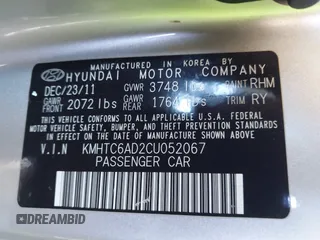 MANUFACTURED IN KOREA BY
HYUNDAI MOTOR COMPANY
DEC/23/11 GVWR 3748 lbs PAINT RHM
GAWR FRONT 2072 lbs GAWR REAR 1764 lbs TRIM RY
THIS VEHICLE CONFORMS TO ALL APPLICABLE
FEDERAL MOTOR VEHICLE SAFETY, BUMPER, AND
THEFT PREVENTION STANDARDS IN EFFECT ON
THE DATE OF MANUFACTURE SHOWN ABOVE.
V.I.N KMHTC6AD2CU052067
PASSENGER CAR
DREAMBID